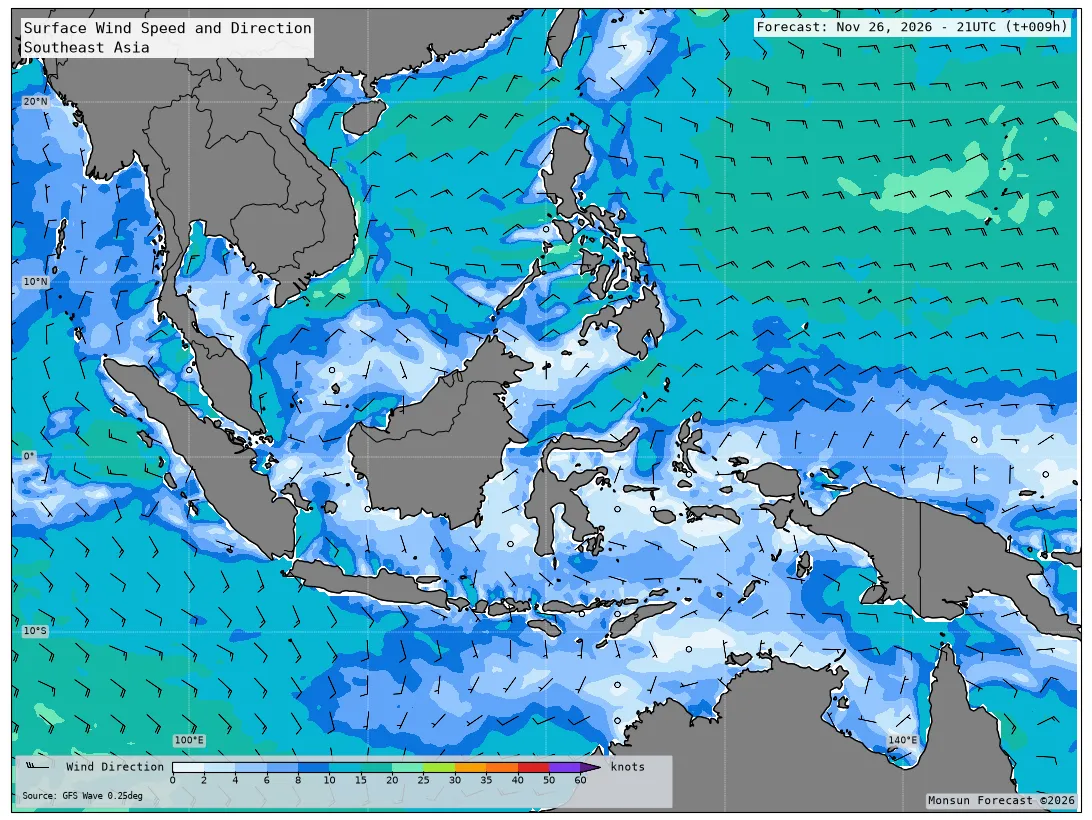 Surface Wind Speed and Direction
Southeast Asia
Forecast: Nov 26, 2026 - 21UTC (t+009h)
20°N
10°N
0°
10°S
100°E
140°E
Wind Direction
0 2 4 6 8 10 15 20 25 30 35 40 50 60
knots
Source: GFS Wave 0.25deg
Monsun Forecast ©2026